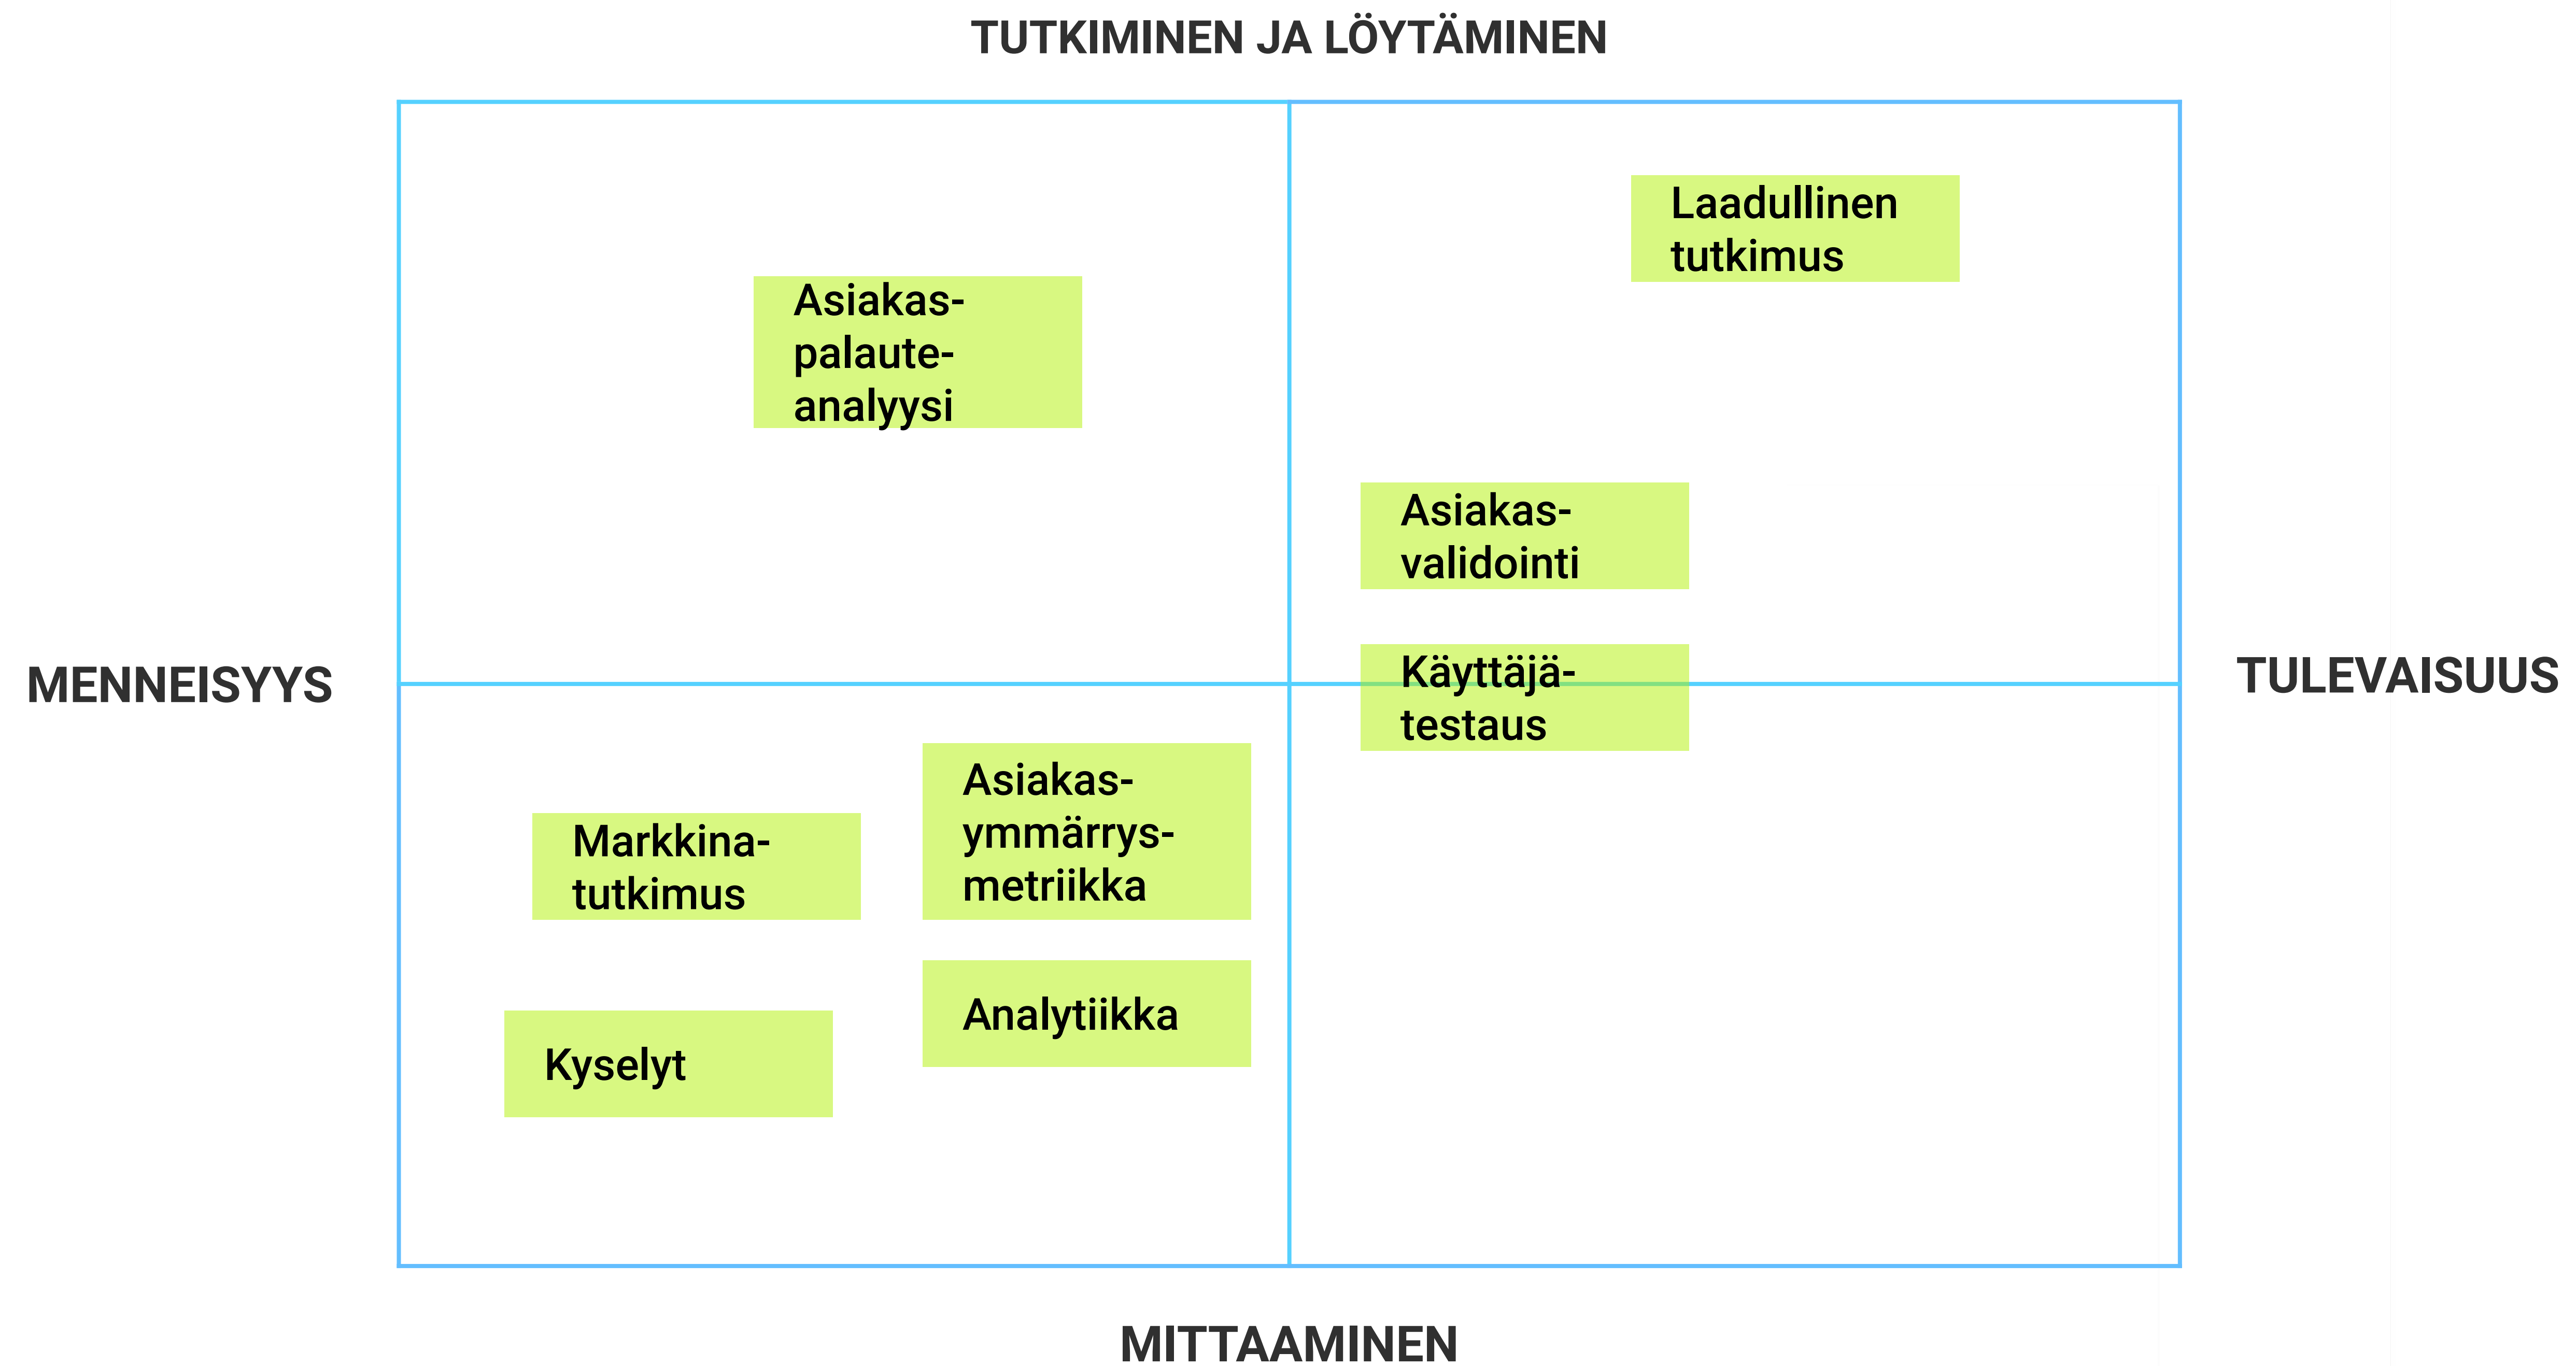 TUTKIMINEN JA LÖYTÄMINEN
Laadullinen
tutkimus
Asiakas-
palaute-
analyysi
Asiakas-
validointi
MENNEISYYS
Käyttäjä-
testaus
TULEVAISUUS
Asiakas-
ymmärrys-
metriikka
Markkina-
tutkimus
Analytiikka
Kyselyt
MITTAAMINEN